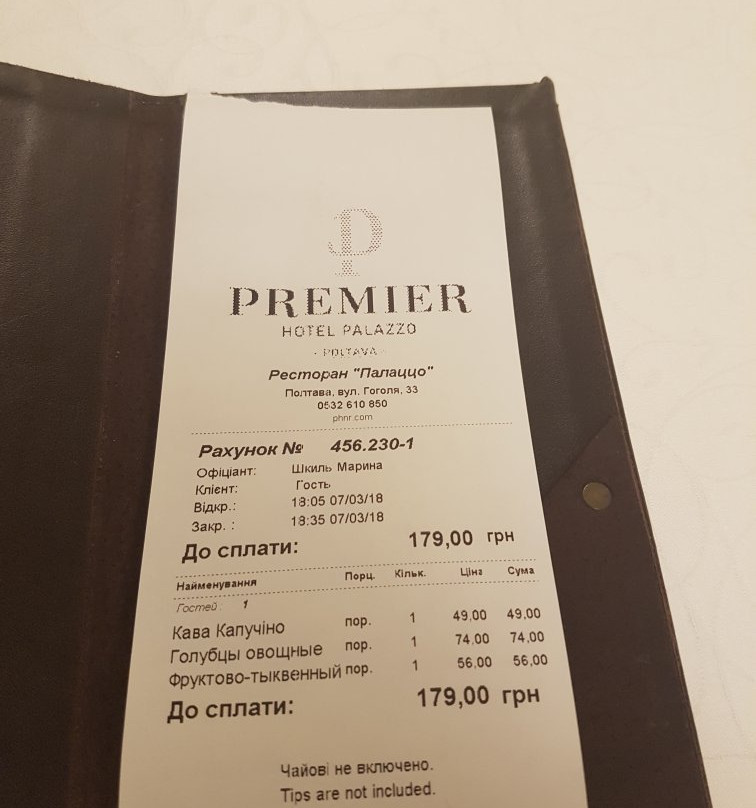 PREMIER
HOTEL PALAZZO
- POLTAVA -
Ресторан "Палаццо"
Полтава, вул. Гоголя, 33
0532 610 850
phnr.com
Рахунок № 456.230-1
Офіціант: Шкиль Марина
Клієнт: Гость
Відкр.: 18:05 07/03/18
Закр. : 18:35 07/03/18
До сплати: 179,00 грн
Найменування Порц. Кільк. Ціна Сума
Гостей: 1
Кава Капучіно пор. 1 49,00 49,00
Голубцы овощные пор. 1 74,00 74,00
Фруктово-тыквенный пор. 1 56,00 56,00
До сплати: 179,00 грн
Чайові не включено.
Tips are not included.